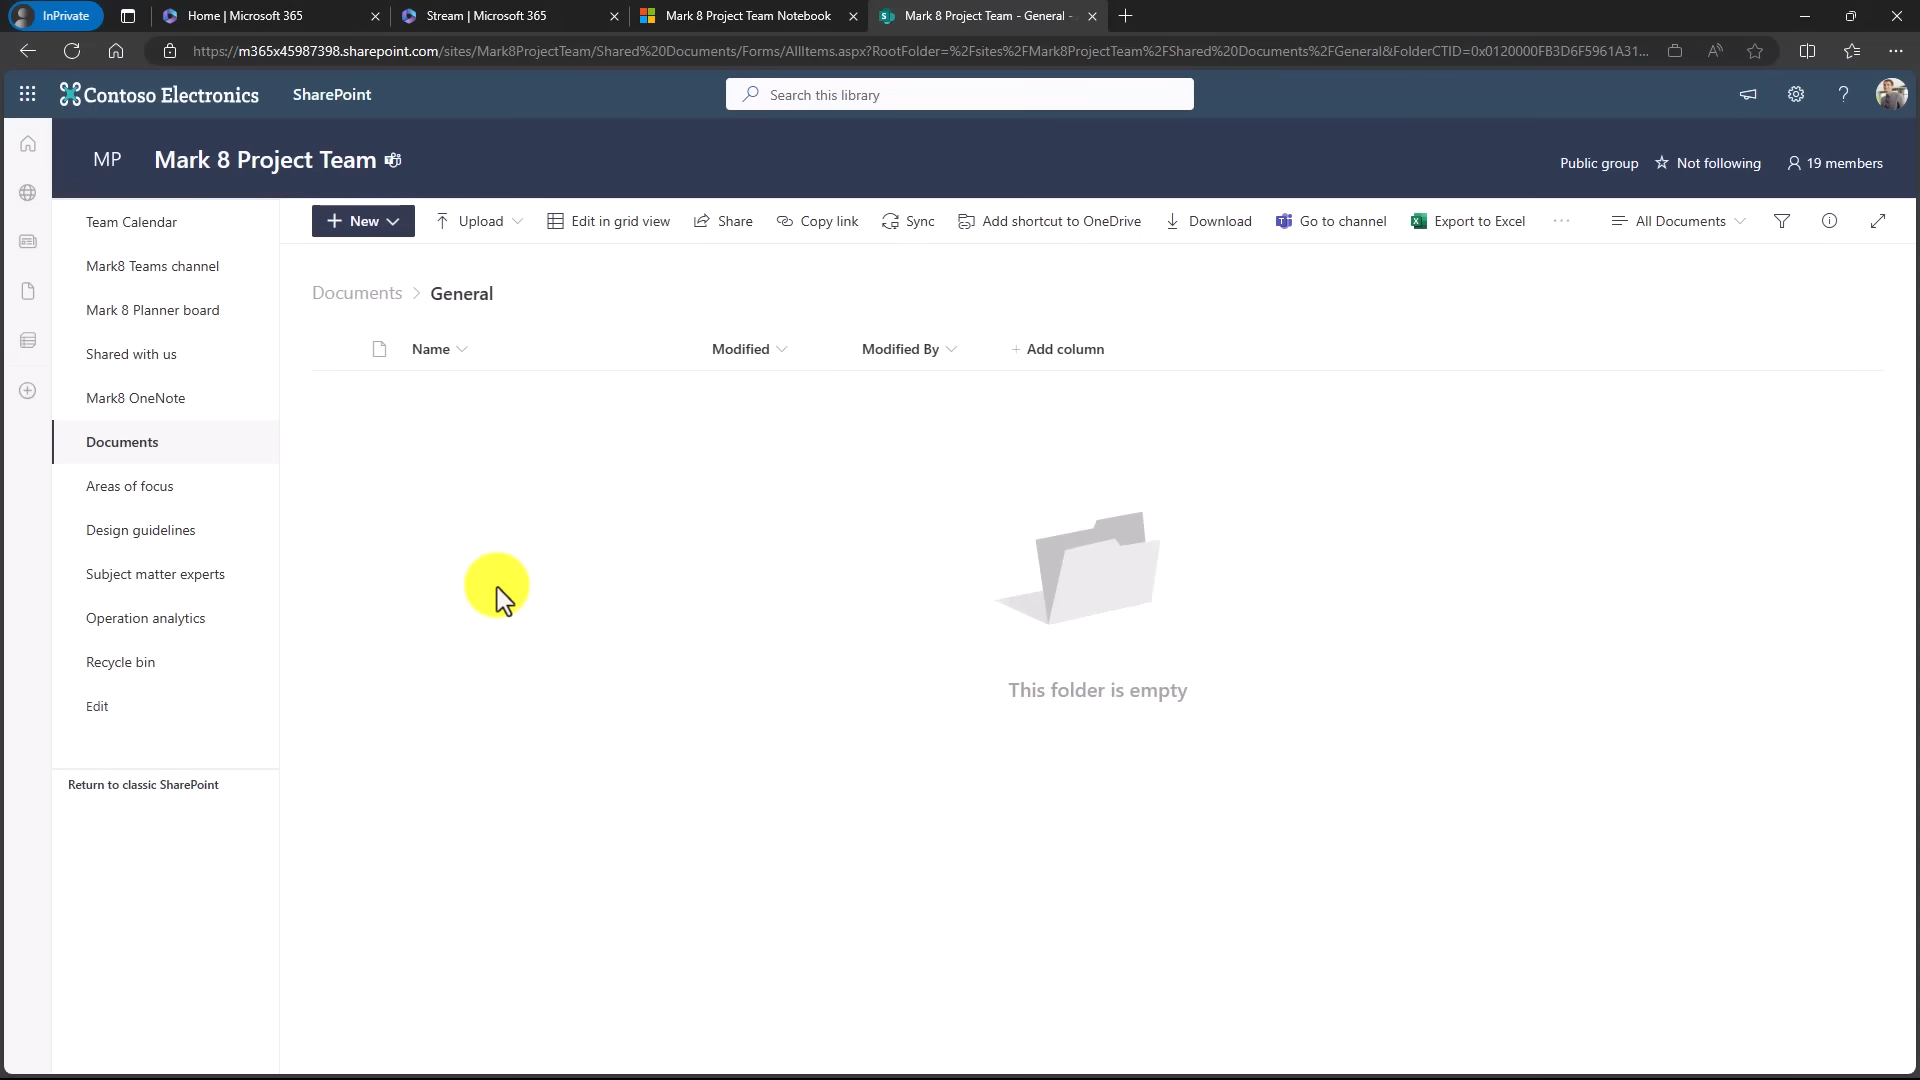 InPrivate
Home | Microsoft 365
Stream | Microsoft 365
Mark 8 Project Team Notebook
Mark 8 Project Team - General -
https://m365x45987398.sharepoint.com/sites/Mark8ProjectTeam/Shared%20Documents/Forms/AllItems.aspx?RootFolder=%2Fsites%2FMark8ProjectTeam%2FShared%20Documents%2FGeneral&FolderCTID=0x0120000FB3D6F5961A31...
Contoso Electronics
SharePoint
Search this library
MP
Mark 8 Project Team
Public group
Not following
19 members
Team Calendar
Mark8 Teams channel
Mark 8 Planner board
Shared with us
Mark8 OneNote
Documents
Areas of focus
Design guidelines
Subject matter experts
Operation analytics
Recycle bin
Edit
Return to classic SharePoint
New
Upload
Edit in grid view
Share
Copy link
Sync
Add shortcut to OneDrive
Download
Go to channel
Export to Excel
All Documents
Documents > General
Name
Modified
Modified By
+ Add column
This folder is empty